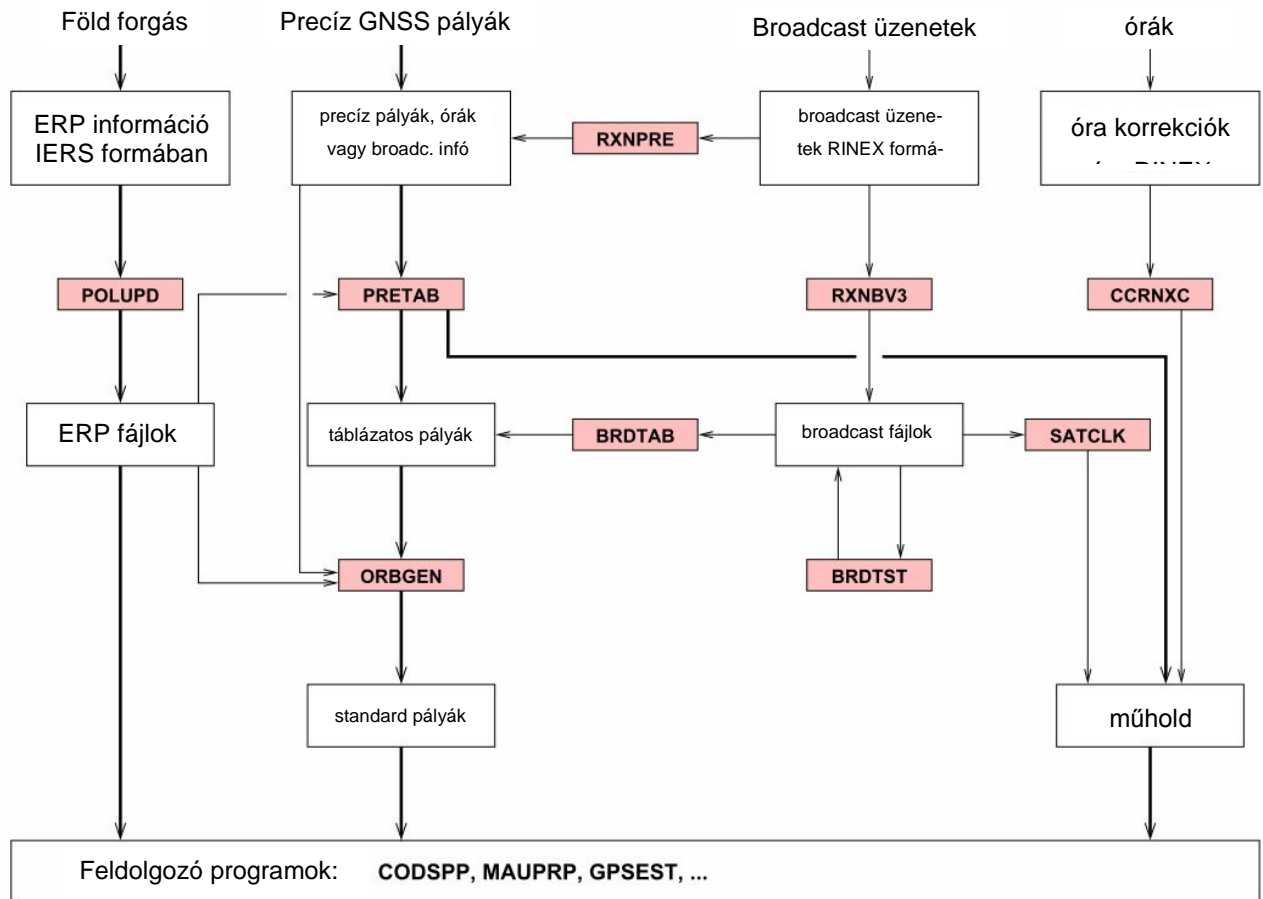 Föld forgás
Precíz GNSS pályák
Broadcast üzenetek
órák
ERP információ
IERS formában
precíz pályák, órák
vagy broadc. infó
RXNPRE
broadcast üzene-
tek RINEX formá-
óra korrekciók
POLUPD
PRETAB
RXNBV3
CCRNXC
ERP fájlok
táblázatos pályák
BRDTAB
broadcast fájlok
SATCLK
ORBGEN
BRDTST
standard pályák
műhold
Feldolgozó programok: CODSPP, MAUPRP, GPSEST, ...